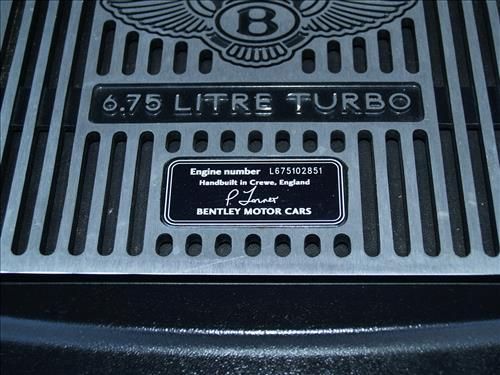 B
6.75 LITRE TURBO
Engine number L675102851
Handbuilt in Crewe, England
BENTLEY MOTOR CARS